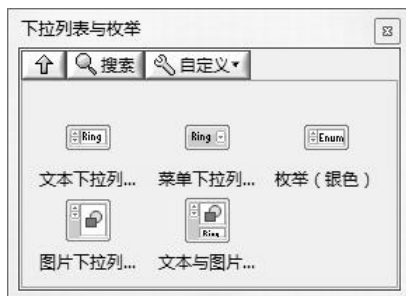 下拉列表与枚举
搜索 自定义
Ring Ring Enum
文本下拉列... 菜单下拉列... 枚举（银色）
Ring
图片下拉列... 文本与图片...